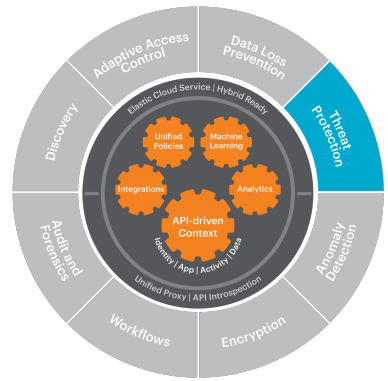 Adaptive Access
Control
Data Loss
Prevention
Threat
Protection
Anomaly
Detection
Encryption
Workflows
Audit and
Forensics
Discovery
Elastic Cloud Service | Hybrid Ready
Unified
Policies
Machine
Learning
Integrations
Analytics
API-driven
Context
Identity | App | Activity | Data
Unified Proxy | API Introspection